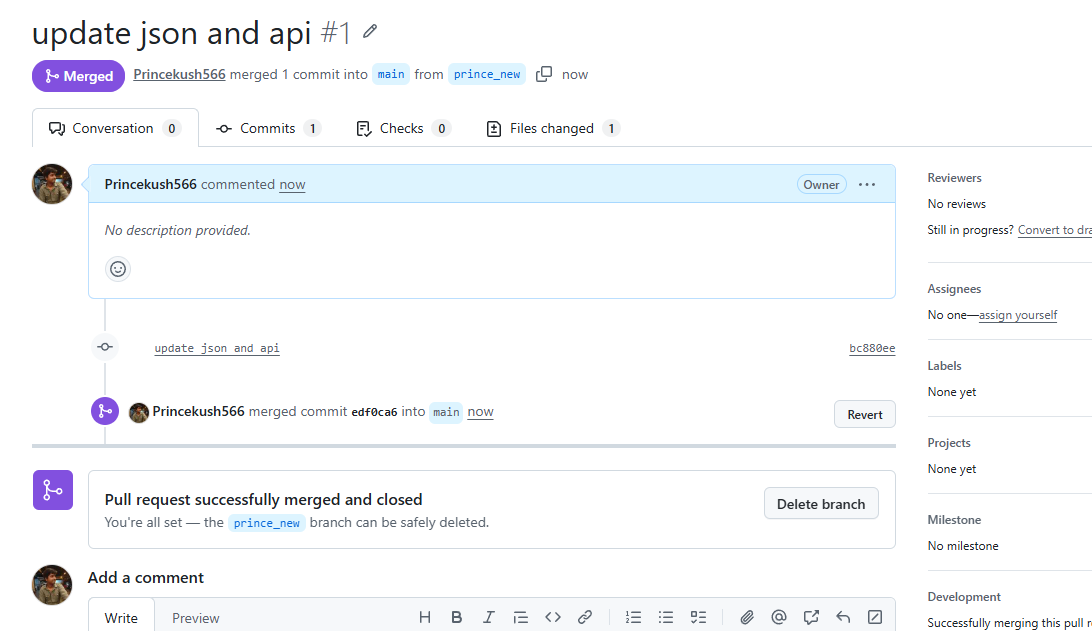 update json and api #1
Merged Princekush566 merged 1 commit into main from prince_new now
Conversation 0 Commits 1 Checks 0 Files changed 1
Princekush566 commented now Owner
No description provided.
update json and api bc880ee
Princekush566 merged commit edf0ca6 into main now Revert
Pull request successfully merged and closed
You're all set — the prince_new branch can be safely deleted.
Delete branch
Add a comment
Write Preview
Reviewers
No reviews
Still in progress? Convert to
Assignees
No one—assign yourself
Labels
None yet
Projects
None yet
Milestone
No milestone
Development
Successfully merging this pull